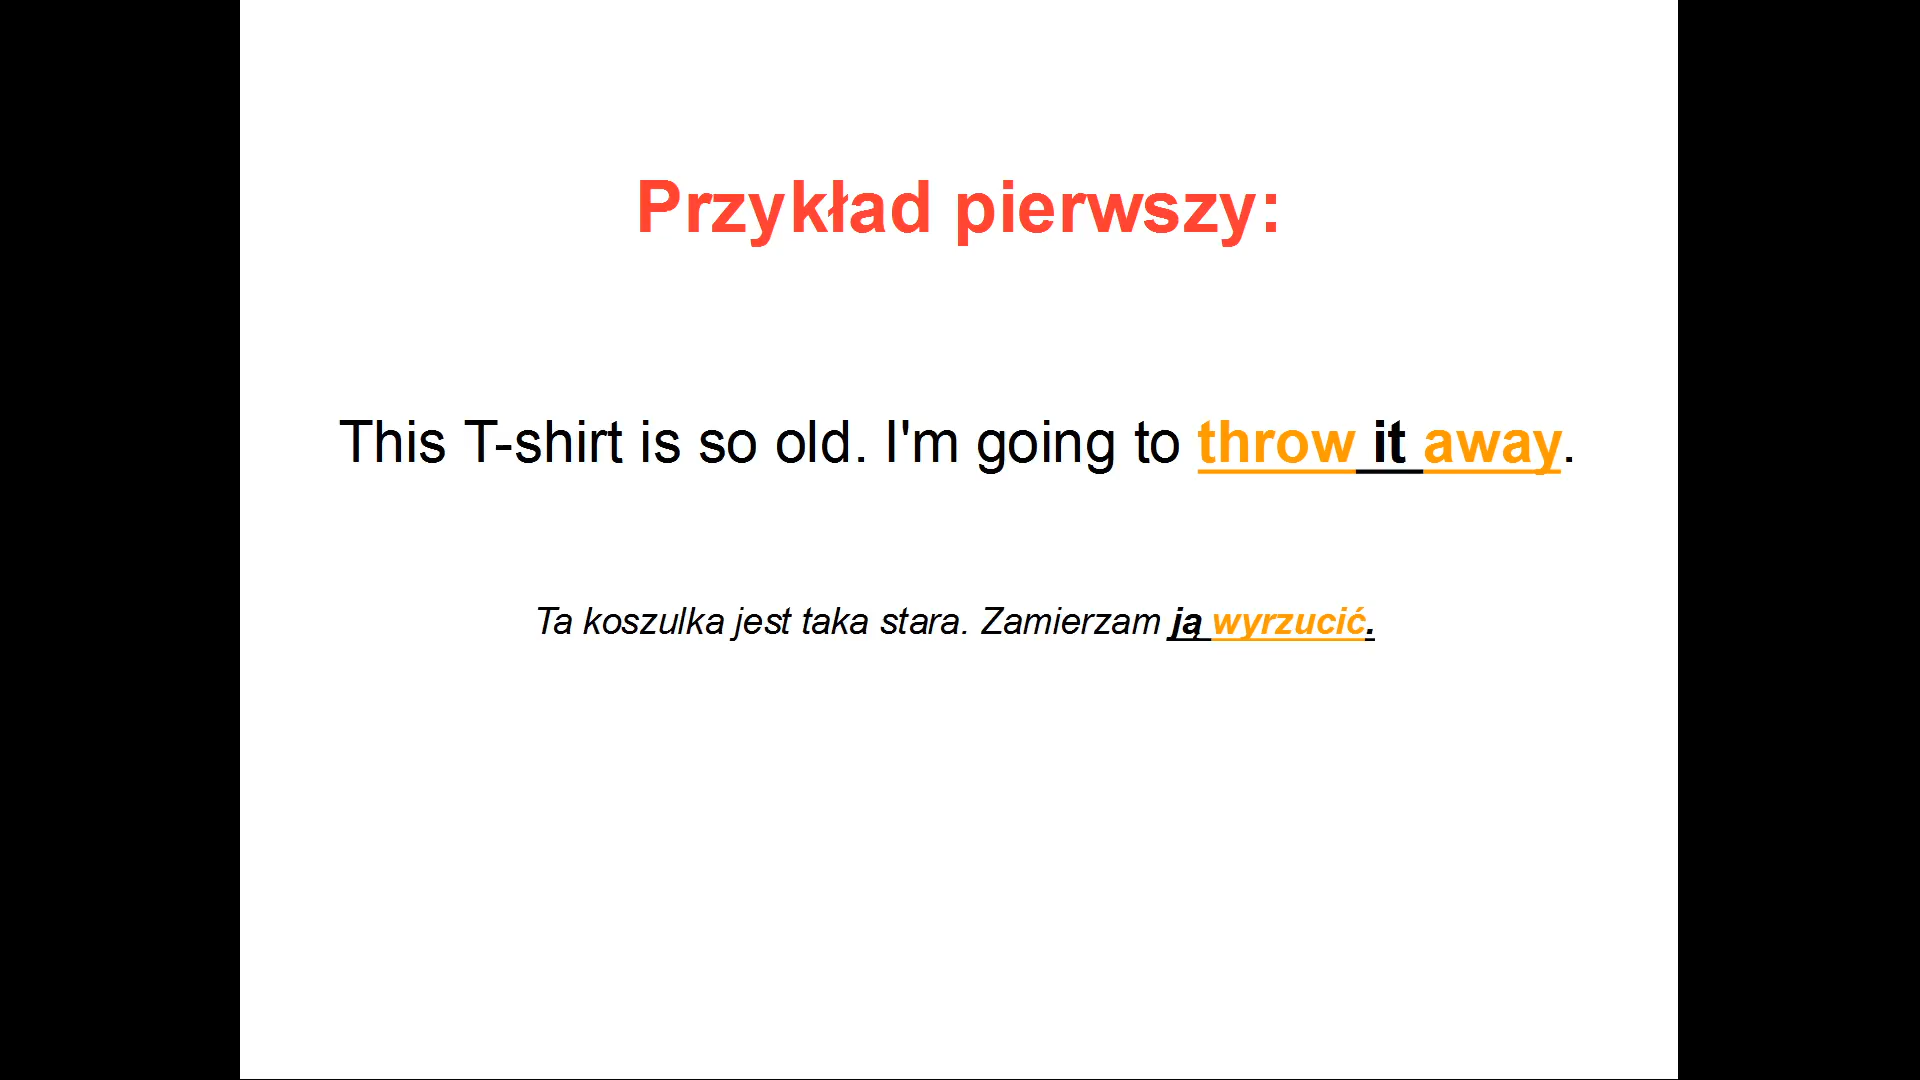 Przykład pierwszy:
This T-shirt is so old. I'm going to throw it away.
Ta koszulka jest taka stara. Zamierzam ją wyrzucić.